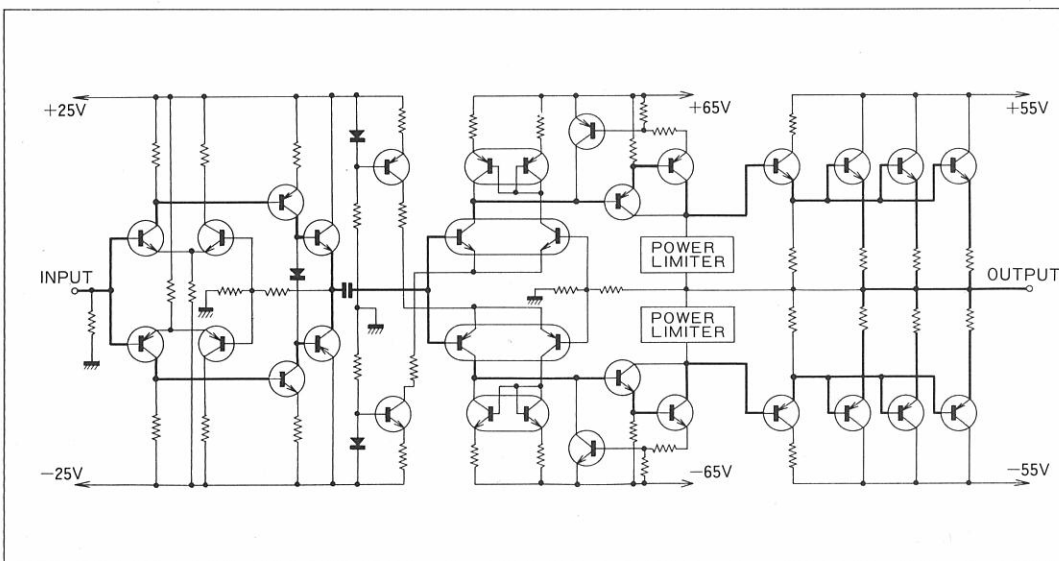 +25V
+65V
+55V
INPUT
POWER
LIMITER
OUTPUT
POWER
LIMITER
−25V
−65V
−55V